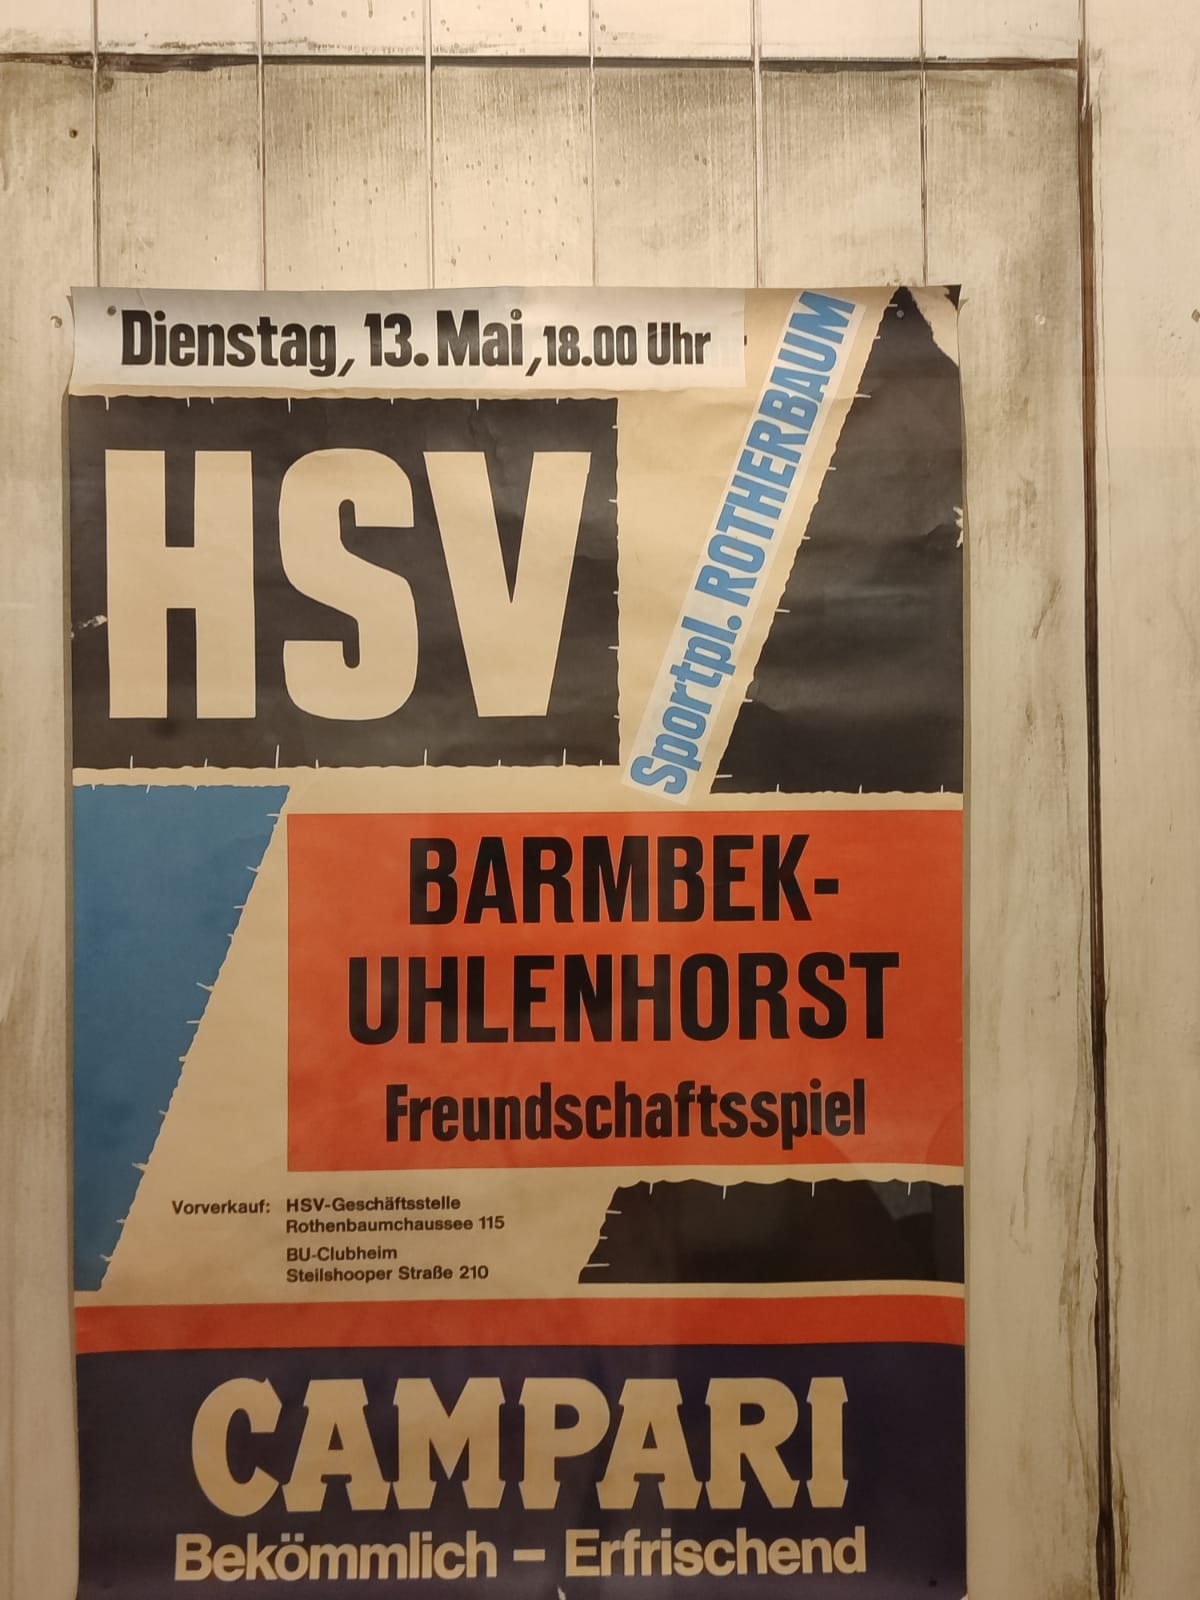 Dienstag, 13. Mai, 18.00 Uhr
Sportpl. ROTHERBAUM
HSV
BARMBEK-
UHLENHORST
Freundschaftsspiel
Vorverkauf: HSV-Geschäftsstelle
Rothenbaumchaussee 115
BU-Clubheim
Steilshooper Straße 210
CAMPARI
Bekömmlich – Erfrischend